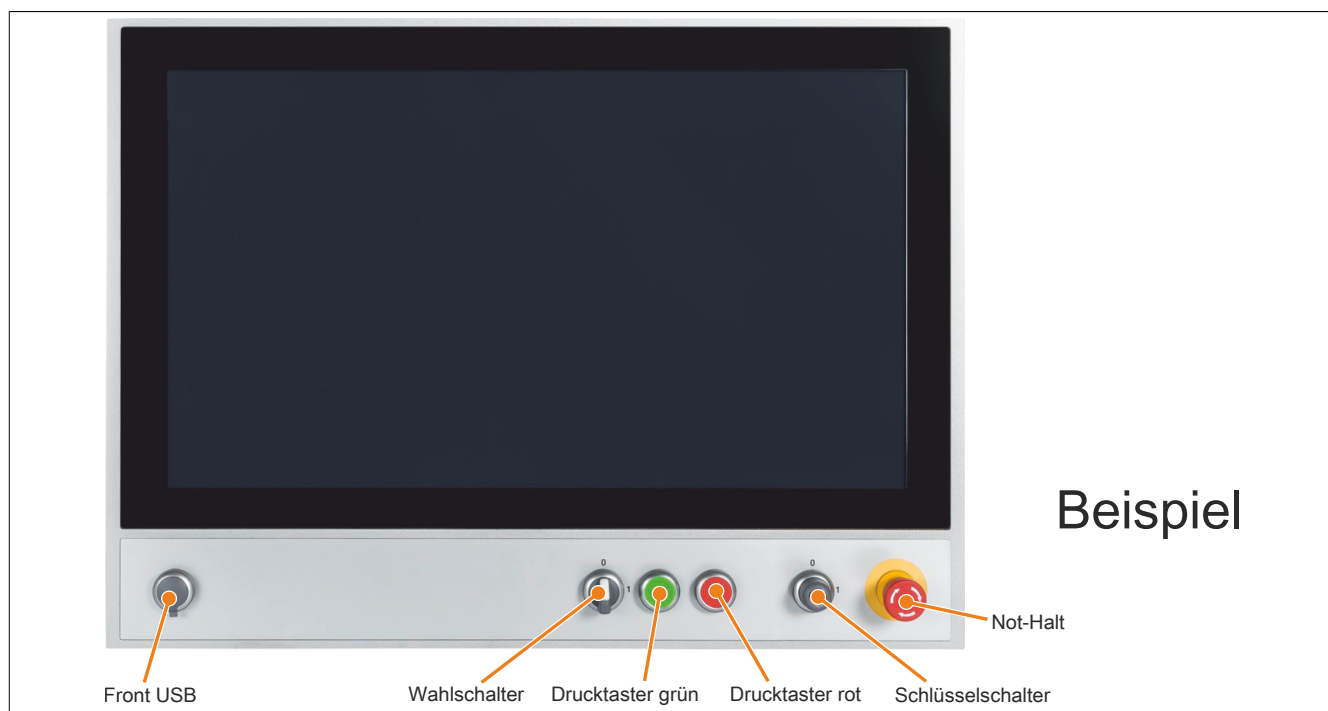 Beispiel
0
1
0
1
Not-Halt
Front USB
Wahlschalter
Drucktaster grün
Drucktaster rot
Schlüsselschalter